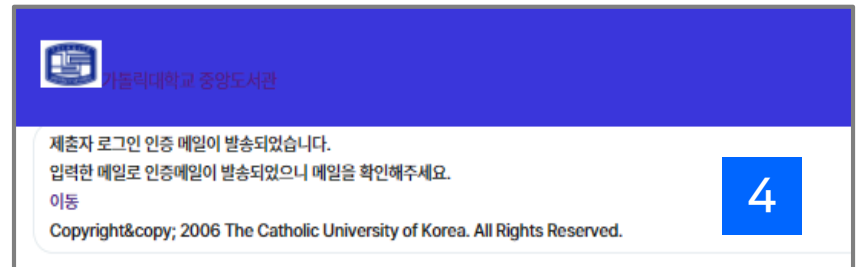 가톨릭대학교 중앙도서관
제출자 로그인 인증 메일이 발송되었습니다.
입력한 메일로 인증메일이 발송되었으니 메일을 확인해주세요.
이동
4
Copyright&copy; 2006 The Catholic University of Korea. All Rights Reserved.